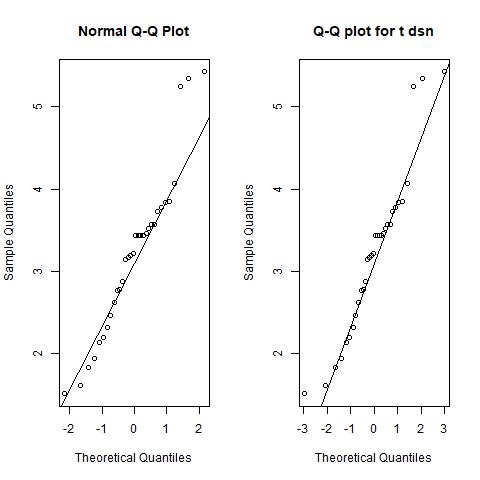 Normal Q-Q Plot
Sample Quantiles
5
4
3
2
-2 -1 0 1 2
Theoretical Quantiles
Q-Q plot for t dsn
Sample Quantiles
5
4
3
2
-3 -2 -1 0 1 2 3
Theoretical Quantiles